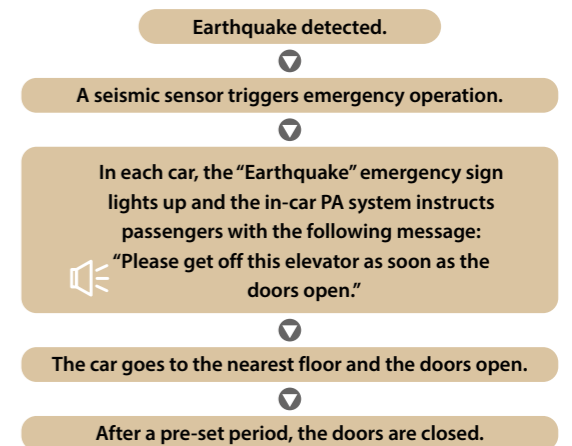 Earthquake detected.
A seismic sensor triggers emergency operation.
In each car, the “Earthquake” emergency sign
lights up and the in-car PA system instructs
passengers with the following message:
“Please get off this elevator as soon as the
doors open.”
The car goes to the nearest floor and the doors open.
After a pre-set period, the doors are closed.